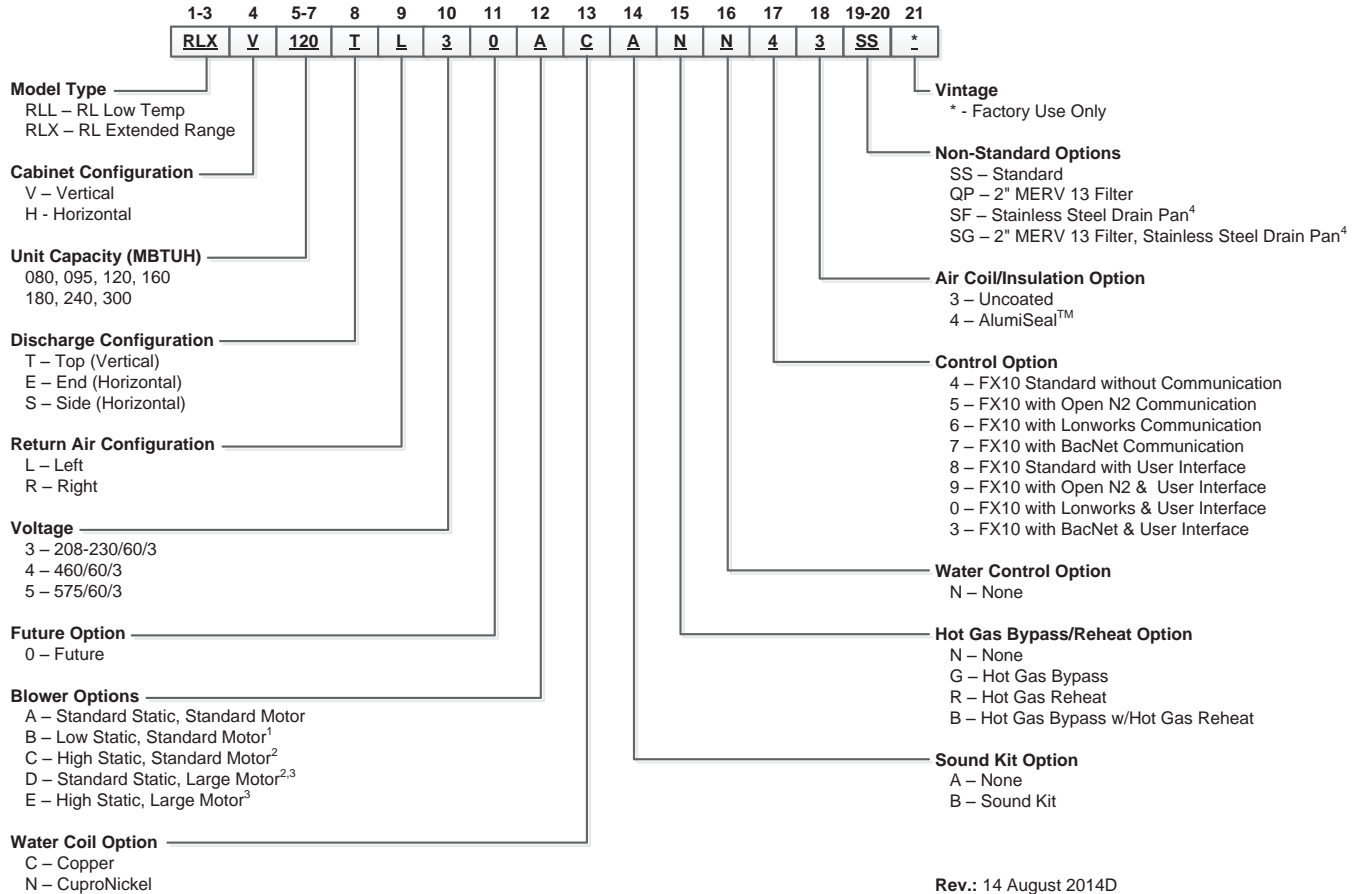 1-3 4 5-7 8 9 10 11 12 13 14 15 16 17 18 19-20 21
RLX V 120 T L 3 0 A C A N N 4 3 SS *
Model Type
RLL – RL Low Temp
RLX – RL Extended Range
Cabinet Configuration
V – Vertical
H - Horizontal
Unit Capacity (MBTUH)
080, 095, 120, 160
180, 240, 300
Discharge Configuration
T – Top (Vertical)
E – End (Horizontal)
S – Side (Horizontal)
Return Air Configuration
L – Left
R – Right
Voltage
3 – 208-230/60/3
4 – 460/60/3
5 – 575/60/3
Future Option
0 – Future
Blower Options
A – Standard Static, Standard Motor
B – Low Static, Standard Motor¹
C – High Static, Standard Motor²
D – Standard Static, Large Motor²,³
E – High Static, Large Motor³
Water Coil Option
C – Copper
N – CuproNickel
Vintage
* - Factory Use Only
Non-Standard Options
SS – Standard
QP – 2" MERV 13 Filter
SF – Stainless Steel Drain Pan⁴
SG – 2" MERV 13 Filter, Stainless Steel Drain Pan⁴
Air Coil/Insulation Option
3 – Uncoated
4 – AlumiSeal™
Control Option
4 – FX10 Standard without Communication
5 – FX10 with Open N2 Communication
6 – FX10 with Lonworks Communication
7 – FX10 with BacNet Communication
8 – FX10 Standard with User Interface
9 – FX10 with Open N2 & User Interface
0 – FX10 with Lonworks & User Interface
3 – FX10 with BacNet & User Interface
Water Control Option
N – None
Hot Gas Bypass/Reheat Option
N – None
G – Hot Gas Bypass
R – Hot Gas Reheat
B – Hot Gas Bypass w/Hot Gas Reheat
Sound Kit Option
A – None
B – Sound Kit
Rev.: 14 August 2014D